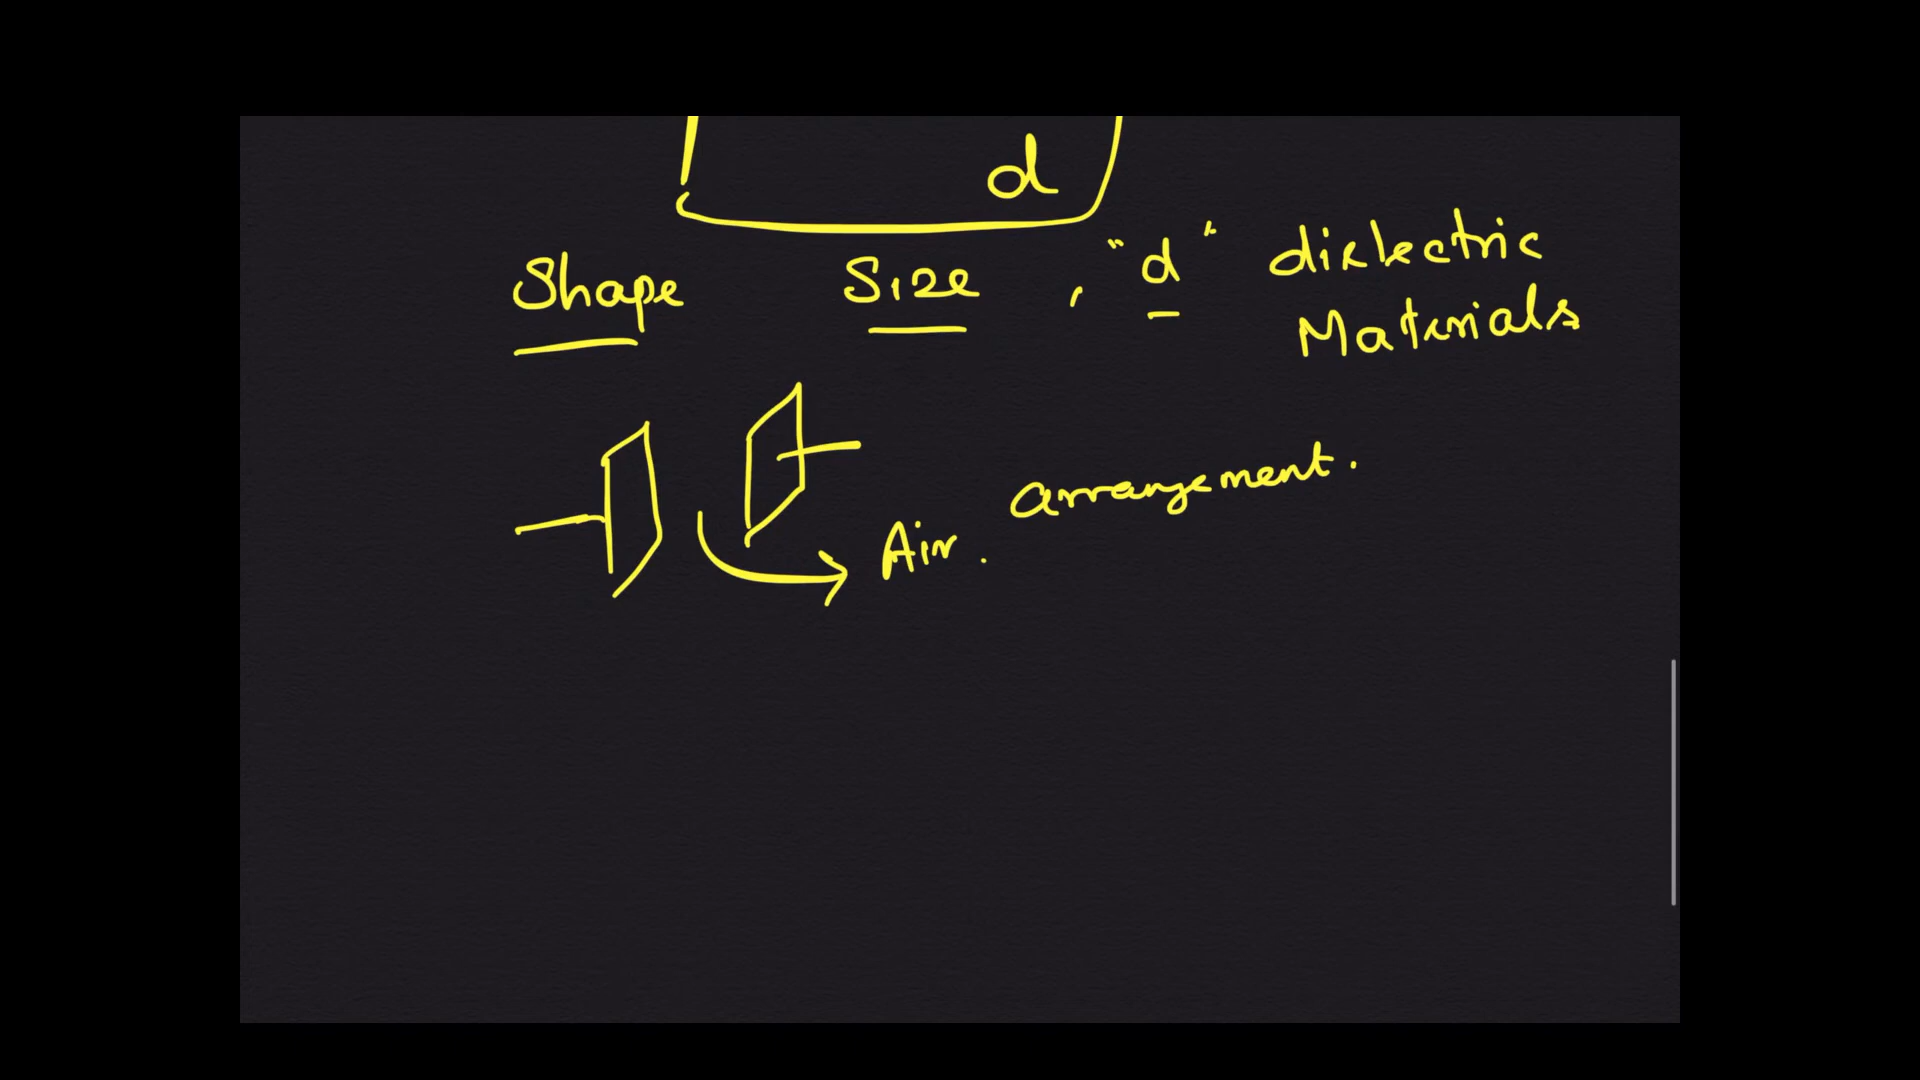 d
Shape Size , "d" dielectric
Materials
arrangement.
Air.